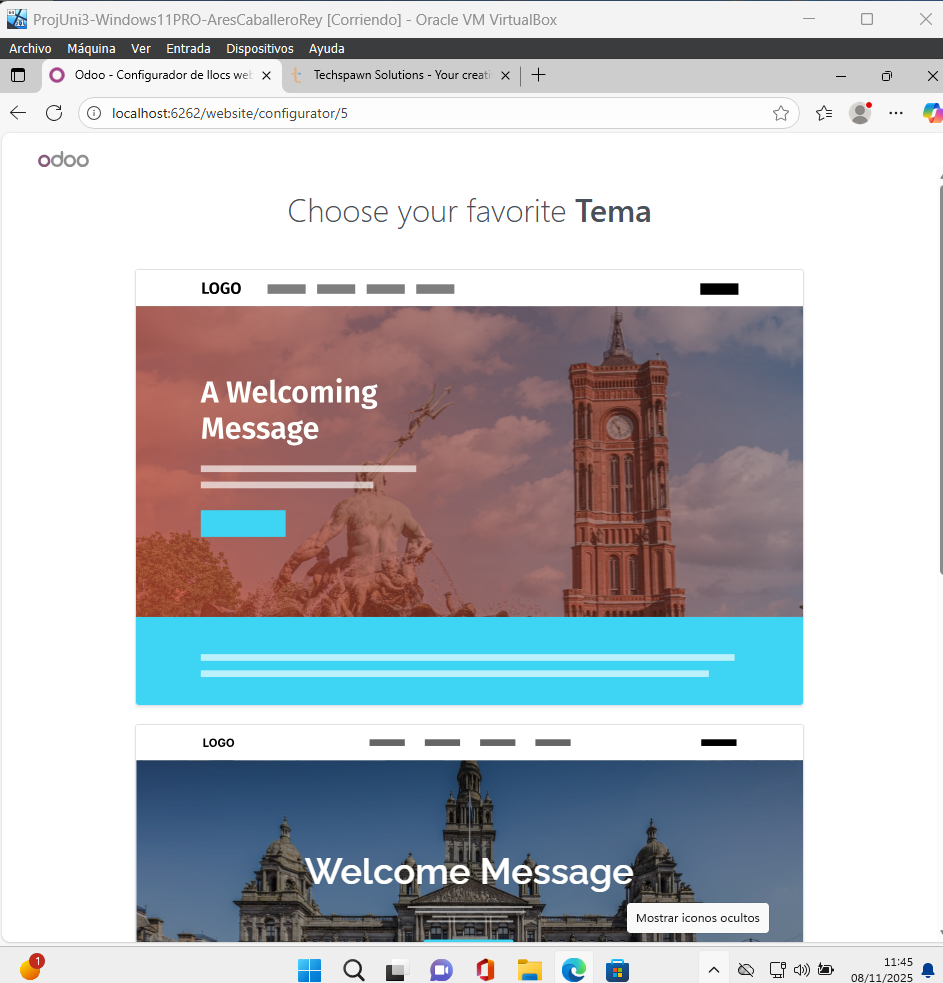 ProjUni3-Windows11PRO-AresCaballeroRey [Corriendo] - Oracle VM VirtualBox
Archivo Máquina Ver Entrada Dispositivos Ayuda
Odoo - Configurador de llocs web
Techspawn Solutions - Your creati
localhost:6262/website/configurator/5
odoo
Choose your favorite Tema
LOGO
A Welcoming
Message
LOGO
Welcome Message
Mostrar iconos ocultos
1
11:45
08/11/2025